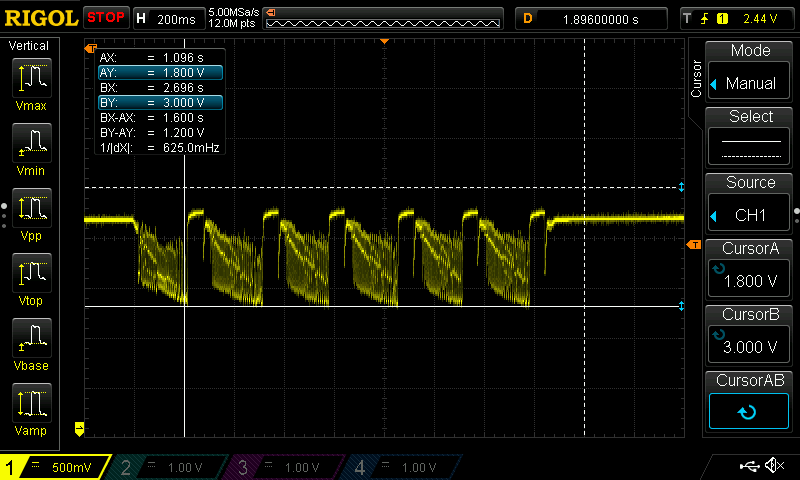 RIGOL STOP H 200ms 5.00MSa/s 12.0M pts D 1.89600000 s T 1 2.44 V
Vertical
Vmax
Vmin
Vpp
Vtop
Vbase
Vamp
T
AX: = 1.096 s
AY: = 1.800 V
BX: = 2.696 s
BY: = 3.000 V
BX-AX: = 1.600 s
BY-AY: = 1.200 V
1/|dX|: = 625.0mHz
T
Cursor
Mode
Manual
Select
Source
CH1
CursorA
1.800 V
CursorB
3.000 V
CursorAB
1 = 500mV 2 = 1.00 V 3 = 1.00 V 4 = 1.00 V